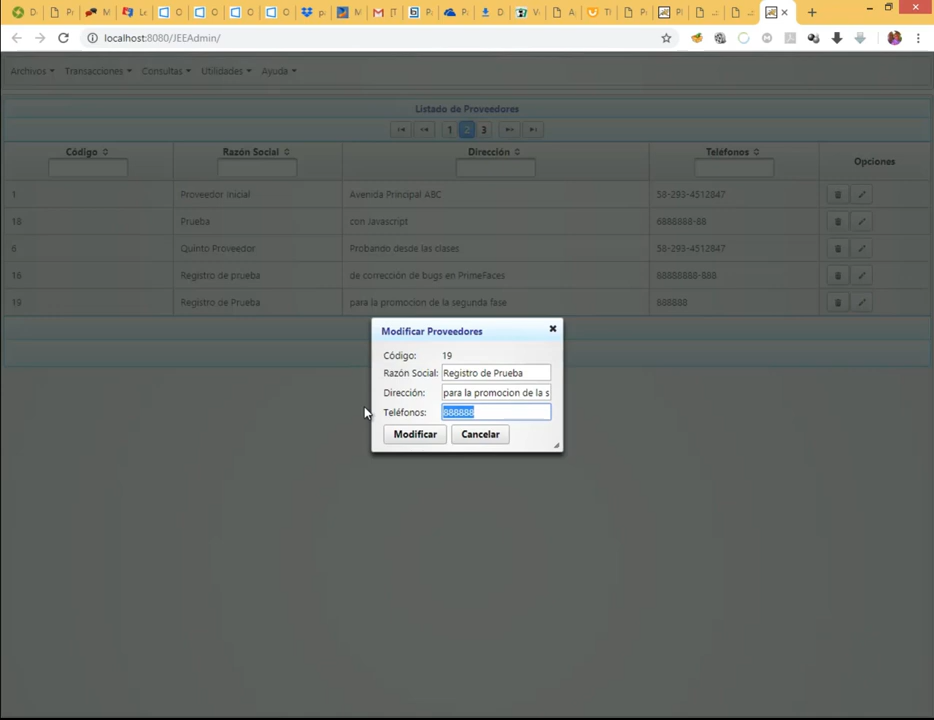 localhost:8080/JEEAdmin/
Archivos Transacciones Consultas Utilidades Ayuda
Listado de Proveedores
1 2 3
Código Razón Social Dirección Teléfonos Opciones
1 Proveedor Inicial Avenida Principal ABC 58-293-4512847
18 Prueba con Javascript 6888888-88
6 Quinto Proveedor Probando desde las clases 58-293-4512847
16 Registro de prueba de corrección de bugs en PrimeFaces 88888888-888
19 Registro de Prueba para la promocion de la segunda fase 888888
Modificar Proveedores
Código: 19
Razón Social: Registro de Prueba
Dirección: para la promocion de la s
Teléfonos: 888888
Modificar Cancelar